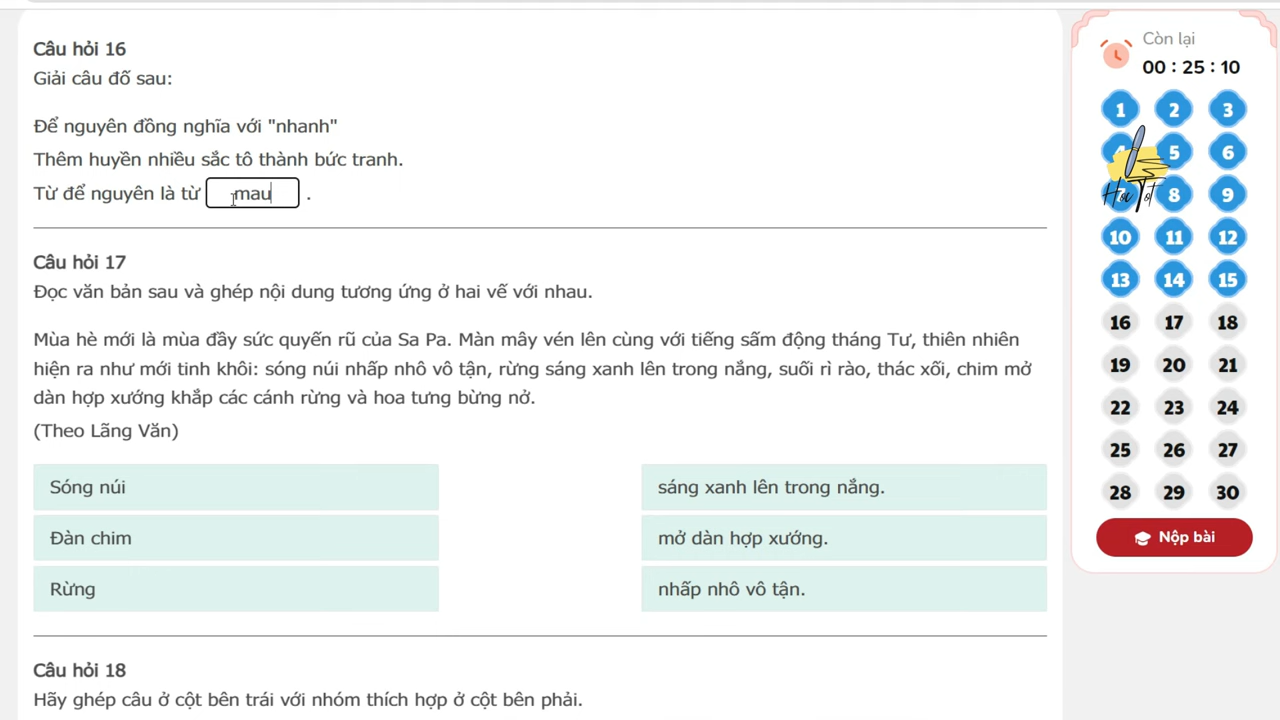 Câu hỏi 16
Giải câu đố sau:
Để nguyên đồng nghĩa với "nhanh"
Thêm huyền nhiều sắc tô thành bức tranh.
Từ để nguyên là từ mau .
Câu hỏi 17
Đọc văn bản sau và ghép nội dung tương ứng ở hai vế với nhau.
Mùa hè mới là mùa đầy sức quyến rũ của Sa Pa. Màn mây vén lên cùng với tiếng sấm động tháng Tư, thiên nhiên
hiện ra như mới tinh khôi: sóng núi nhấp nhô vô tận, rừng sáng xanh lên trong nắng, suối rì rào, thác xối, chim mở
dàn hợp xướng khắp các cánh rừng và hoa tưng bừng nở.
(Theo Lãng Văn)
Sóng núi
sáng xanh lên trong nắng.
Đàn chim
mở dàn hợp xướng.
Rừng
nhấp nhô vô tận.
Câu hỏi 18
Hãy ghép câu ở cột bên trái với nhóm thích hợp ở cột bên phải.
Còn lại
00 : 25 : 10
1 2 3
4 5 6
7 8 9
Học Tốt
10 11 12
13 14 15
16 17 18
19 20 21
22 23 24
25 26 27
28 29 30
Nộp bài